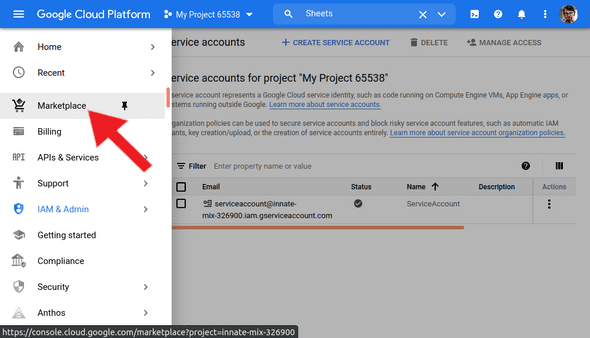 Google Cloud Platform
My Project 65538
Sheets
Home
Recent
Marketplace
Billing
API
APIs & Services
Support
IAM & Admin
Getting started
Compliance
Security
Anthos
ervice accounts
CREATE SERVICE ACCOUNT
DELETE
MANAGE ACCESS
ervice accounts for project "My Project 65538"
service account represents a Google Cloud service identity, such as code running on Compute Engine VMs, App Engine apps, or
stems running outside Google. Learn more about service accounts.
ganization policies can be used to secure service accounts and block risky service account features, such as automatic IAM
ants, key creation/upload, or the creation of service accounts entirely. Learn more about service account organization policies.
Filter Enter property name or value
Email Status Name Description Actions
serviceaccount@innate- ServiceAccount
mix-326900.iam.gserviceaccount.com
https://console.cloud.google.com/marketplace?project=innate-mix-326900